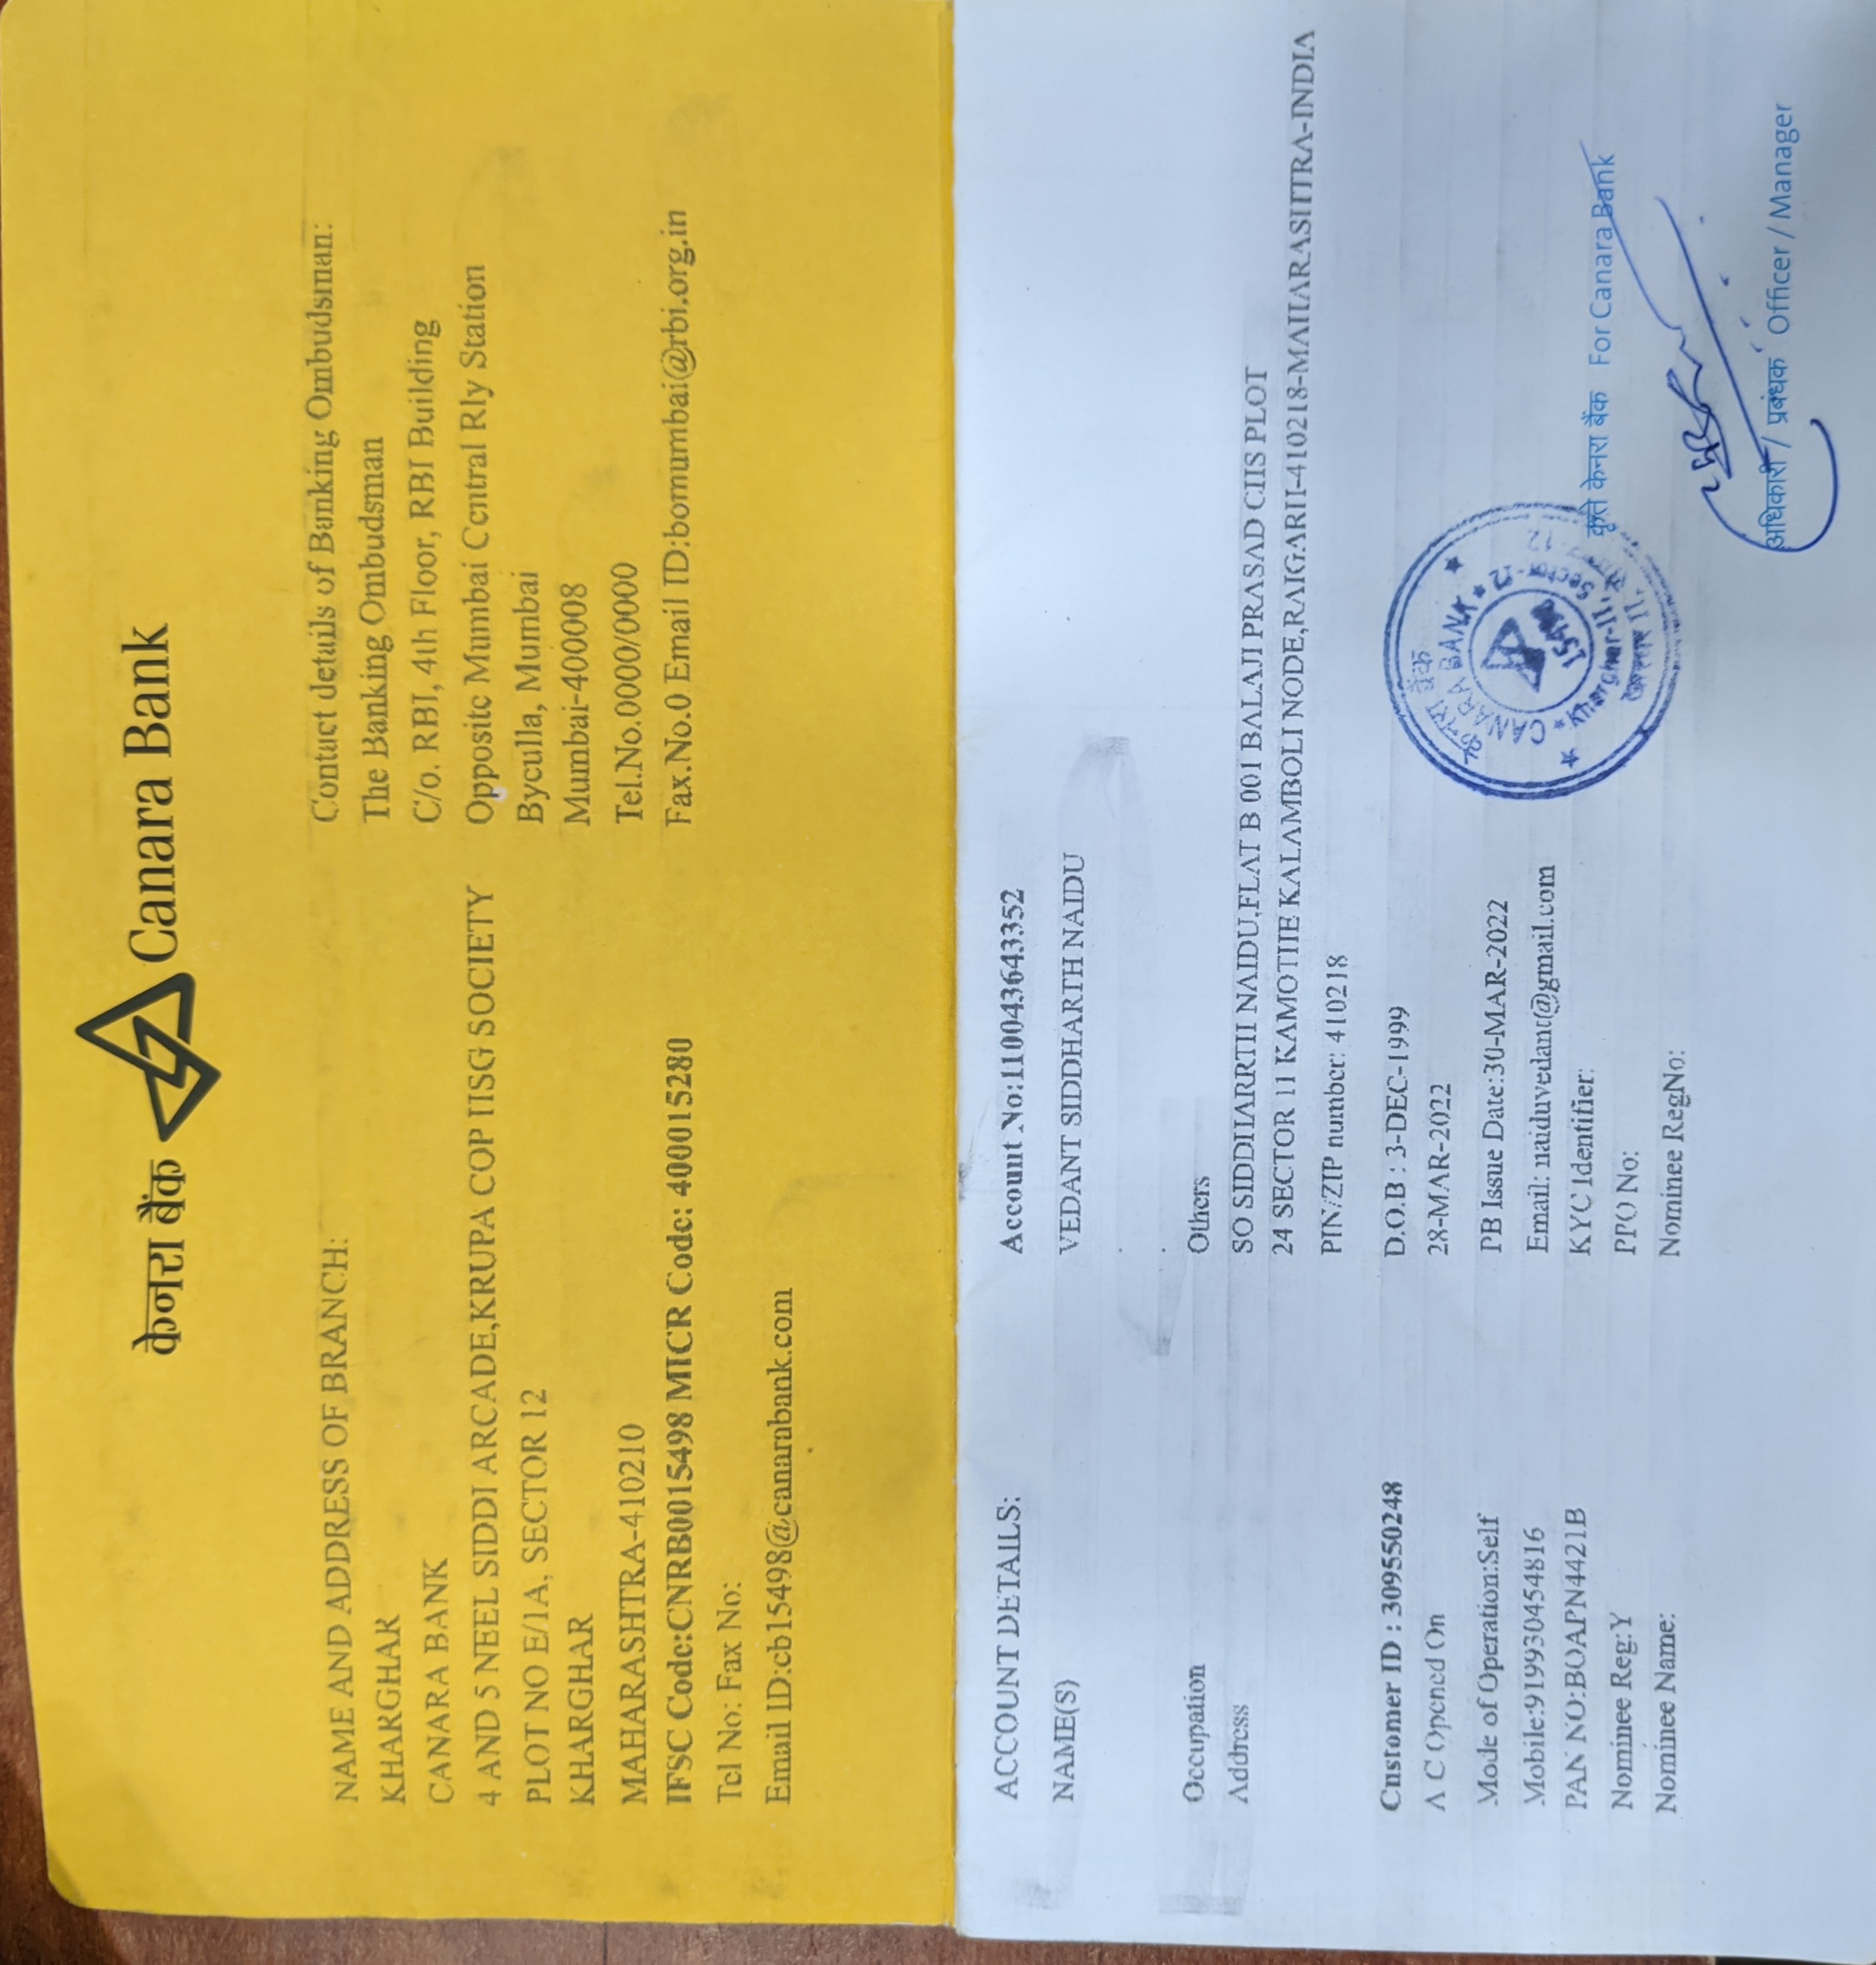 केनरा बैंक Canara Bank
NAME AND ADDRESS OF BRANCH:
KHARGHAR
CANARA BANK
4 AND 5 NEEL SIDDI ARCADE,KRUPA COP HSG SOCIETY
PLOT NO E/1A, SECTOR 12
KHARGHAR
MAHARASHTRA-410210
IFSC Code:CNRB0015498 MICR Code: 400015280
Tel No: Fax No:
Email ID:cb15498@canarabank.com
Contact details of Banking Ombudsman:
The Banking Ombudsman
C/o. RBI, 4th Floor, RBI Building
Opposite Mumbai Central Rly Station
Byculla, Mumbai
Mumbai-400008
Tel.No.0000/0000
Fax.No.0 Email ID:bomumbai@rbi.org.in
ACCOUNT DETAILS: Account No:110043643352
NAME(S) VEDANT SIDDHARTH NAIDU
.
.
Occupation Others
Address SO SIDDHARRTH NAIDU,FLAT B 001 BALAJI PRASAD CHS PLOT
24 SECTOR 11 KAMOTHE KALAMBOLI NODE,RAIGARH-410218-MAHARASHTRA-INDIA
PIN/ZIP number: 410218
Customer ID : 309550248 D.O.B : 3-DEC-1999
A C Opened On 28-MAR-2022
Mode of Operation:Self PB Issue Date:30-MAR-2022
Mobile:919930454816 Email: naiduvedant@gmail.com
PAN NO:BOAPN4421B KYC Identifier:
Nominee Reg:Y PPO No:
Nominee Name: Nominee RegNo:
केनरा बैंक
CANARA BANK
Kharghar-II, Sector-12
कृते केनरा बैंक For Canara Bank
अधिकारी / प्रबंधक Officer / Manager